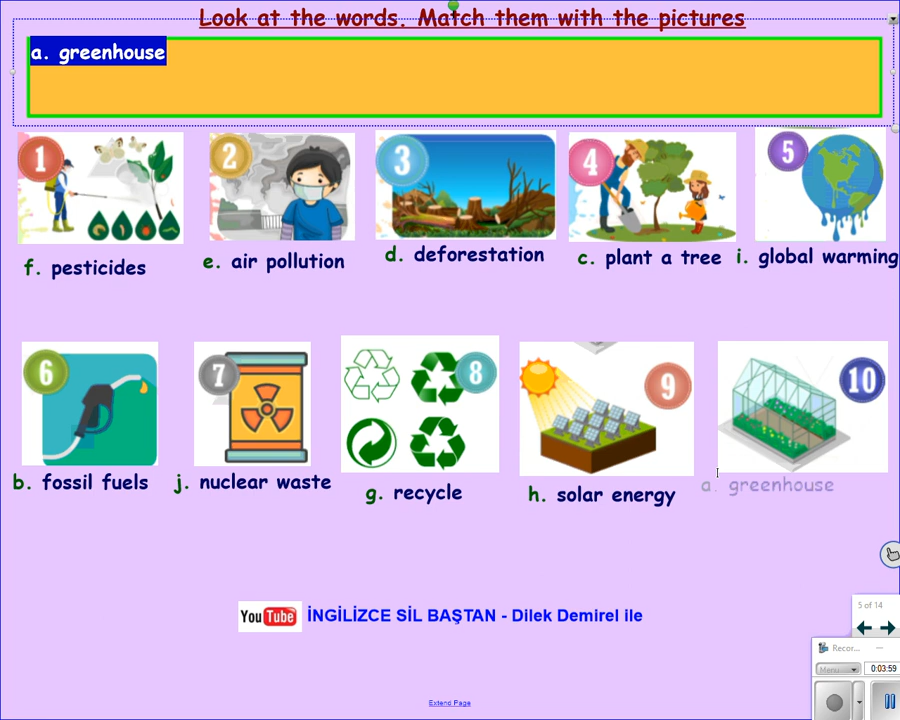 Look at the words. Match them with the pictures
a. greenhouse
1
2
3
4
5
f. pesticides
e. air pollution
d. deforestation
c. plant a tree
i. global warming
6
7
8
9
10
b. fossil fuels
j. nuclear waste
g. recycle
h. solar energy
a. greenhouse
YouTube İNGİLİZCE SİL BAŞTAN - Dilek Demirel ile
5 of 14
Recor...
Menu
0:03:59
Extend Page